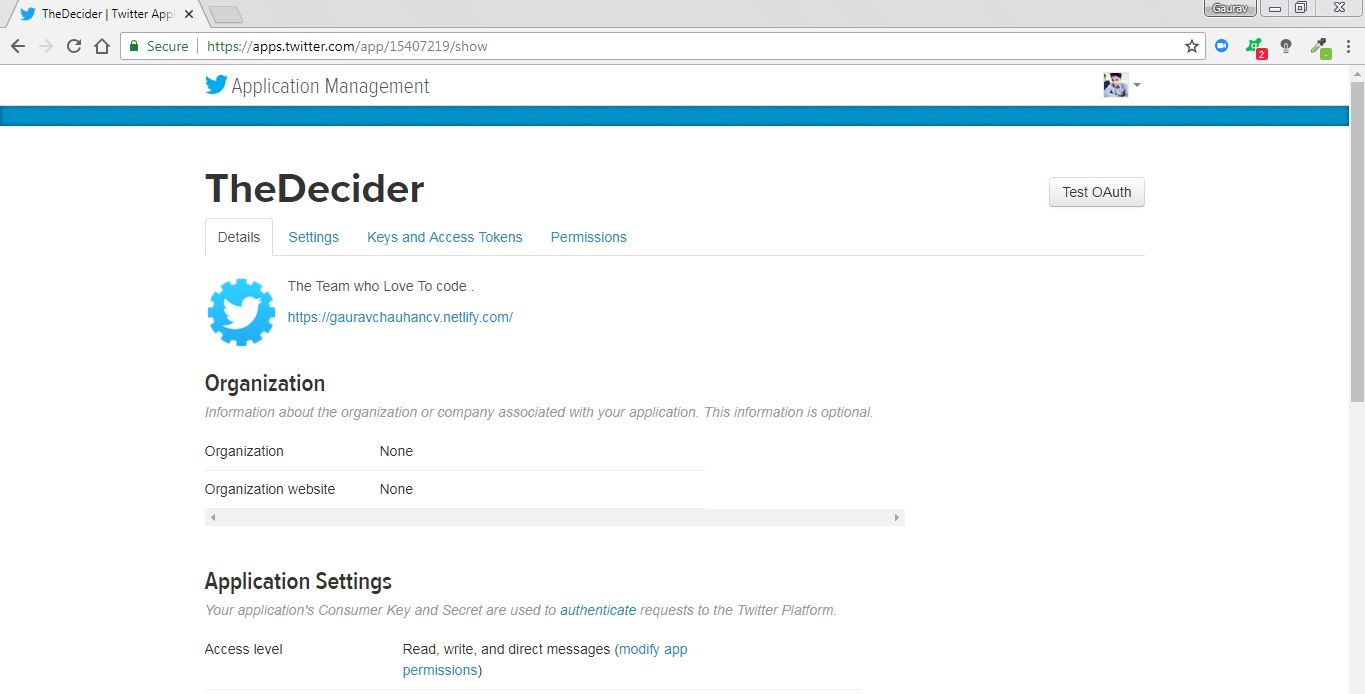 TheDecider | Twitter Appl
Gaurav
Secure
https://apps.twitter.com/app/15407219/show
2
Application Management
TheDecider
Test OAuth
Details
Settings
Keys and Access Tokens
Permissions
The Team who Love To code .
https://gauravchauhancv.netlify.com/
Organization
Information about the organization or company associated with your application. This information is optional.
Organization
None
Organization website
None
Application Settings
Your application's Consumer Key and Secret are used to authenticate requests to the Twitter Platform.
Access level
Read, write, and direct messages (modify app
permissions)